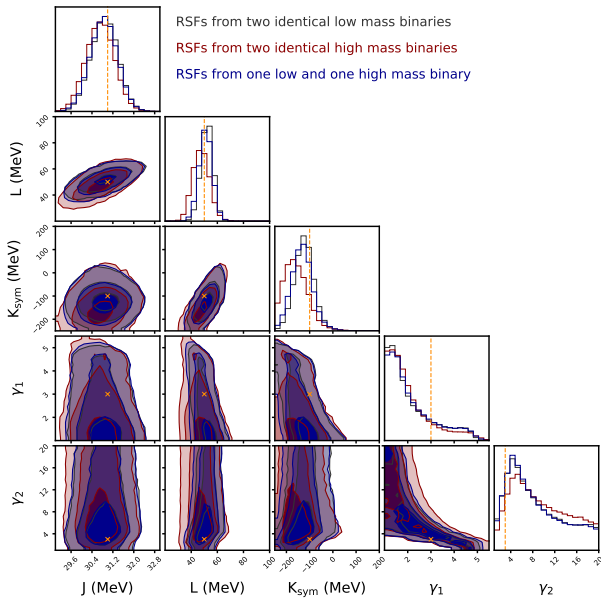 RSFs from two identical low mass binaries
RSFs from two identical high mass binaries
RSFs from one low and one high mass binary
100
80
60
40
L (MeV)
200
100
0
−100
−200
Ksym (MeV)
5
4
3
2
γ1
20
16
12
8
4
γ2
29.6 30.4 31.2 32.0 32.8
40 60 80 100
−200 −100 0 100 200
1 2 3 4 5
4 8 12 16 20
J (MeV) L (MeV) Ksym (MeV) γ1 γ2